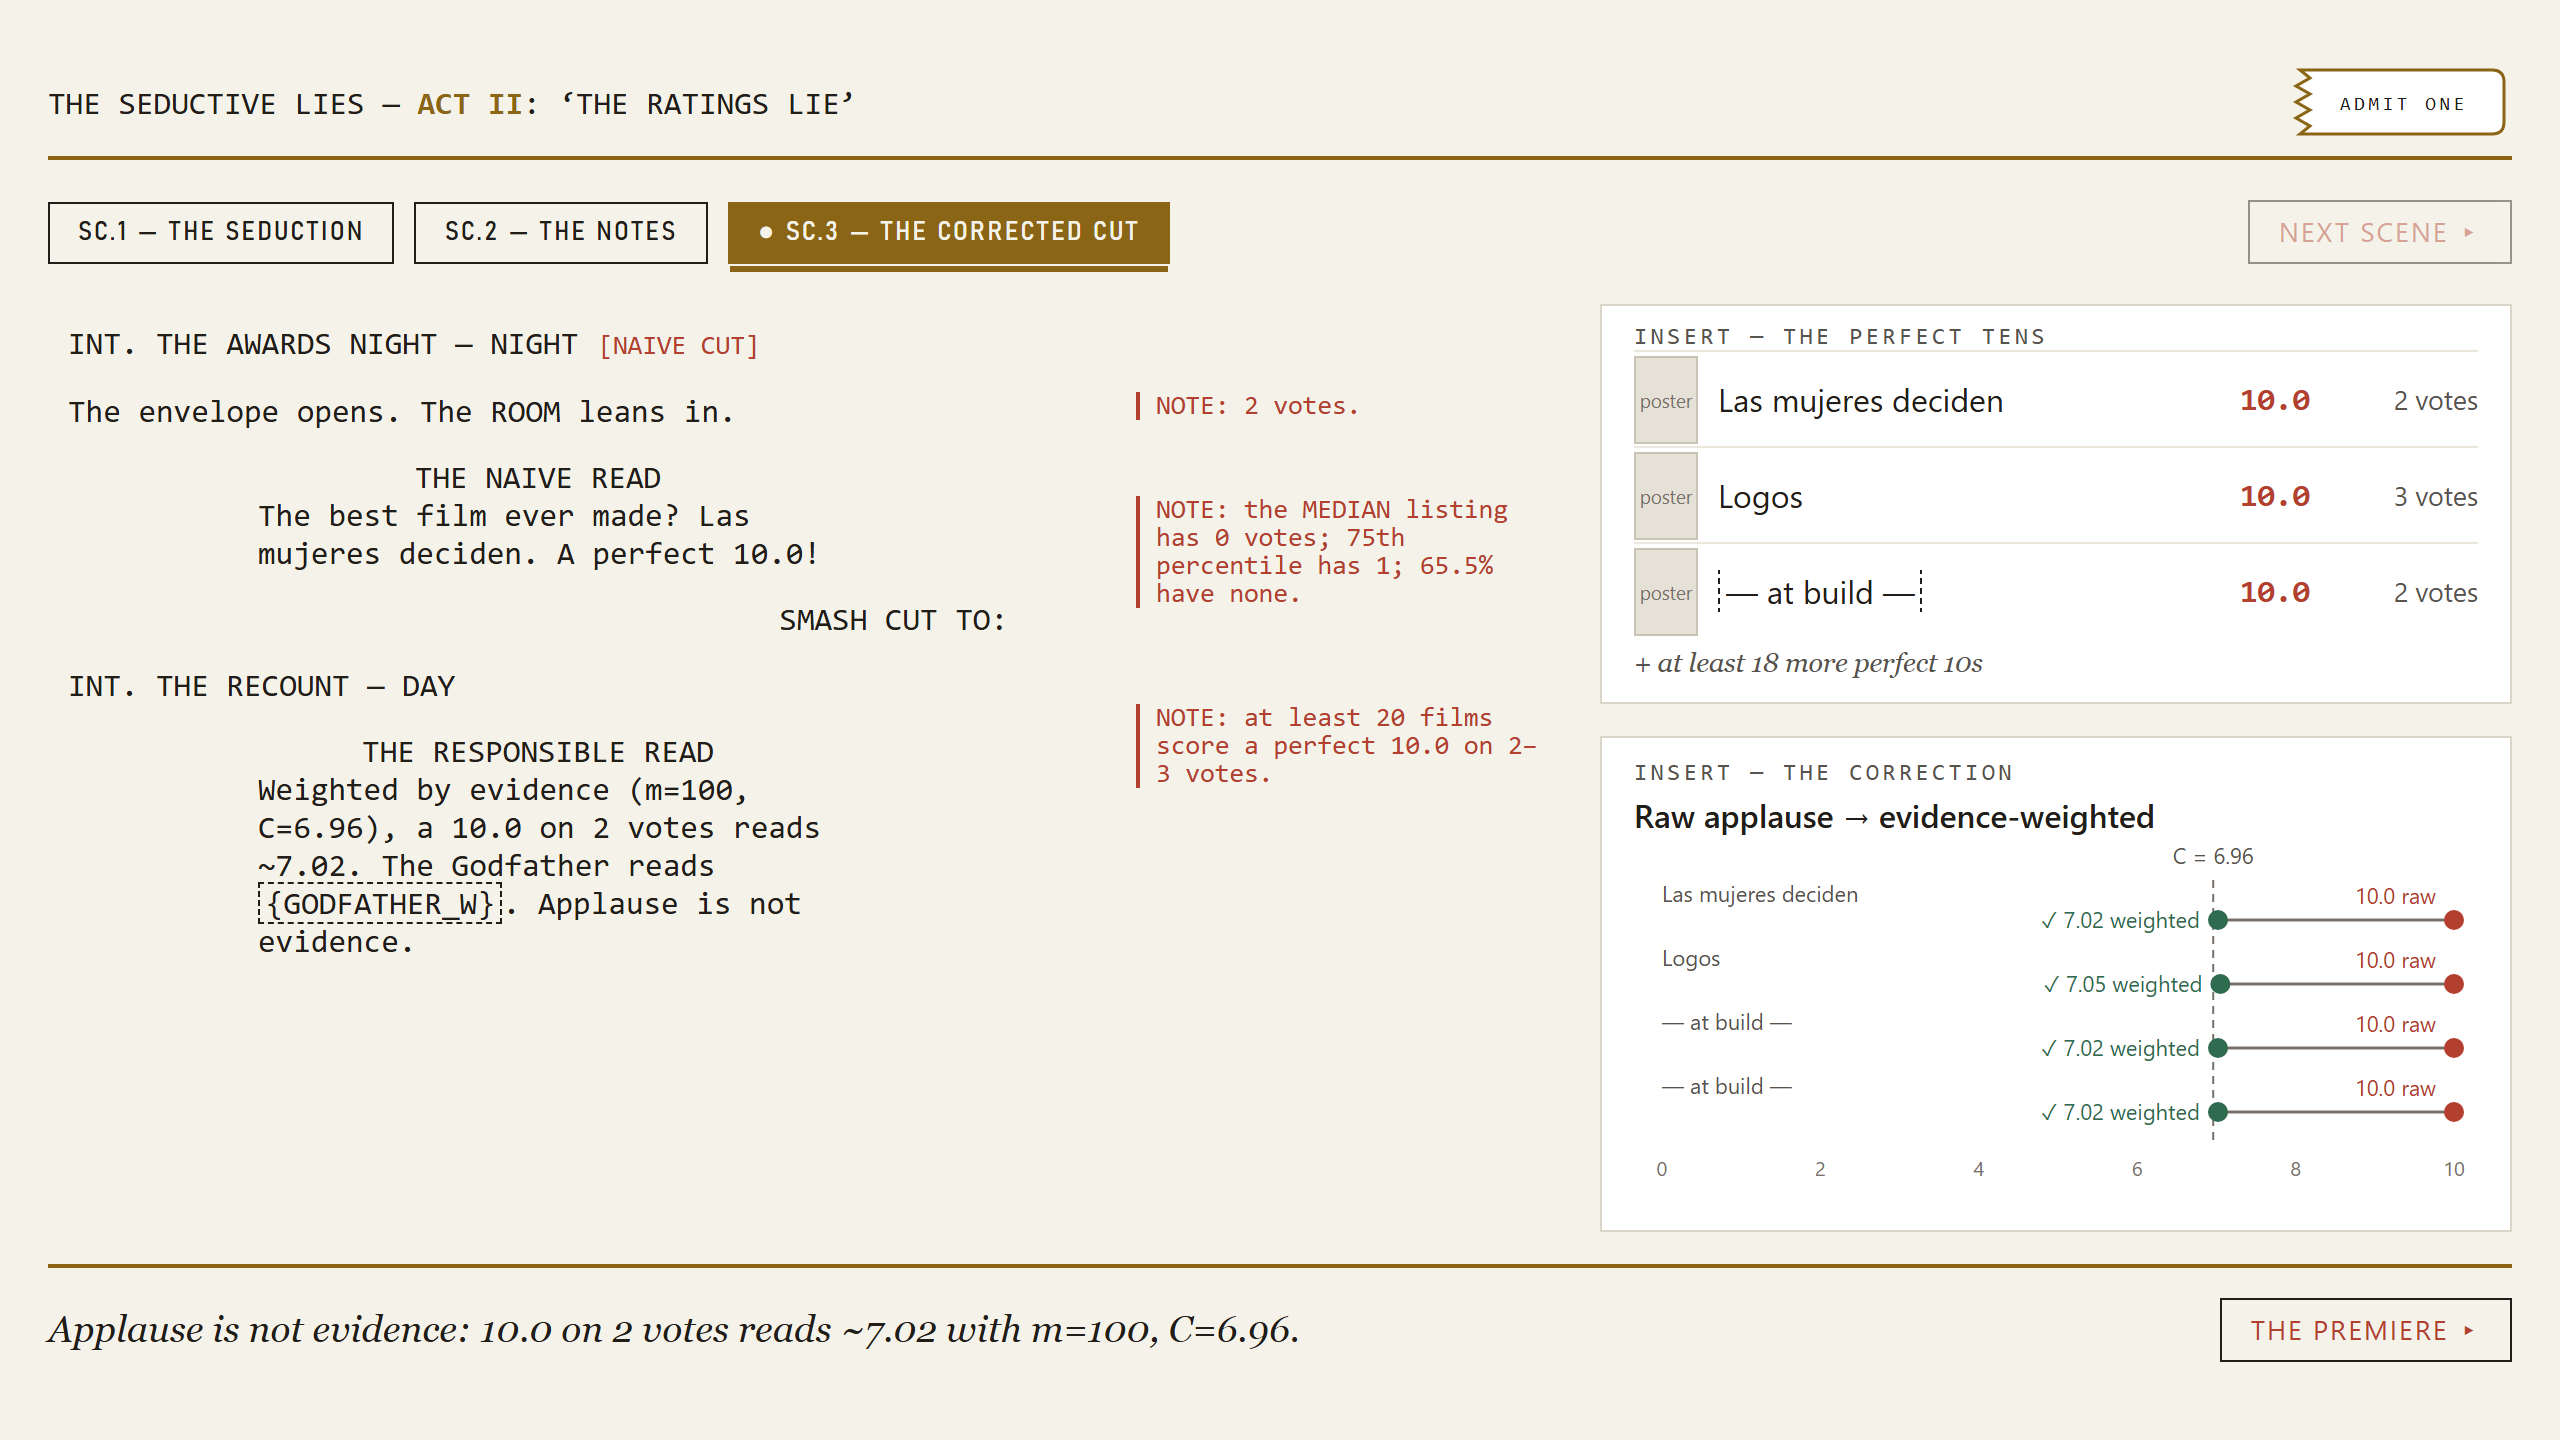 THE SEDUCTIVE LIES — ACT II: ‘THE RATINGS LIE’
ADMIT ONE
SC.1 — THE SEDUCTION
SC.2 — THE NOTES
● SC.3 — THE CORRECTED CUT
NEXT SCENE ▸
INT. THE AWARDS NIGHT — NIGHT [NAIVE CUT]
The envelope opens. The ROOM leans in.
THE NAIVE READ
The best film ever made? Las
mujeres deciden. A perfect 10.0!
SMASH CUT TO:
INT. THE RECOUNT — DAY
THE RESPONSIBLE READ
Weighted by evidence (m=100,
C=6.96), a 10.0 on 2 votes reads
~7.02. The Godfather reads
{GODFATHER_W}. Applause is not
evidence.
NOTE: 2 votes.
NOTE: the MEDIAN listing
has 0 votes; 75th
percentile has 1; 65.5%
have none.
NOTE: at least 20 films
score a perfect 10.0 on 2–
3 votes.
INSERT — THE PERFECT TENS
poster Las mujeres deciden 10.0 2 votes
poster Logos 10.0 3 votes
poster — at build — 10.0 2 votes
+ at least 18 more perfect 10s
INSERT — THE CORRECTION
Raw applause → evidence-weighted
C = 6.96
Las mujeres deciden
10.0 raw
✓ 7.02 weighted
Logos
10.0 raw
✓ 7.05 weighted
— at build —
10.0 raw
✓ 7.02 weighted
— at build —
10.0 raw
✓ 7.02 weighted
0 2 4 6 8 10
Applause is not evidence: 10.0 on 2 votes reads ~7.02 with m=100, C=6.96.
THE PREMIERE ▸